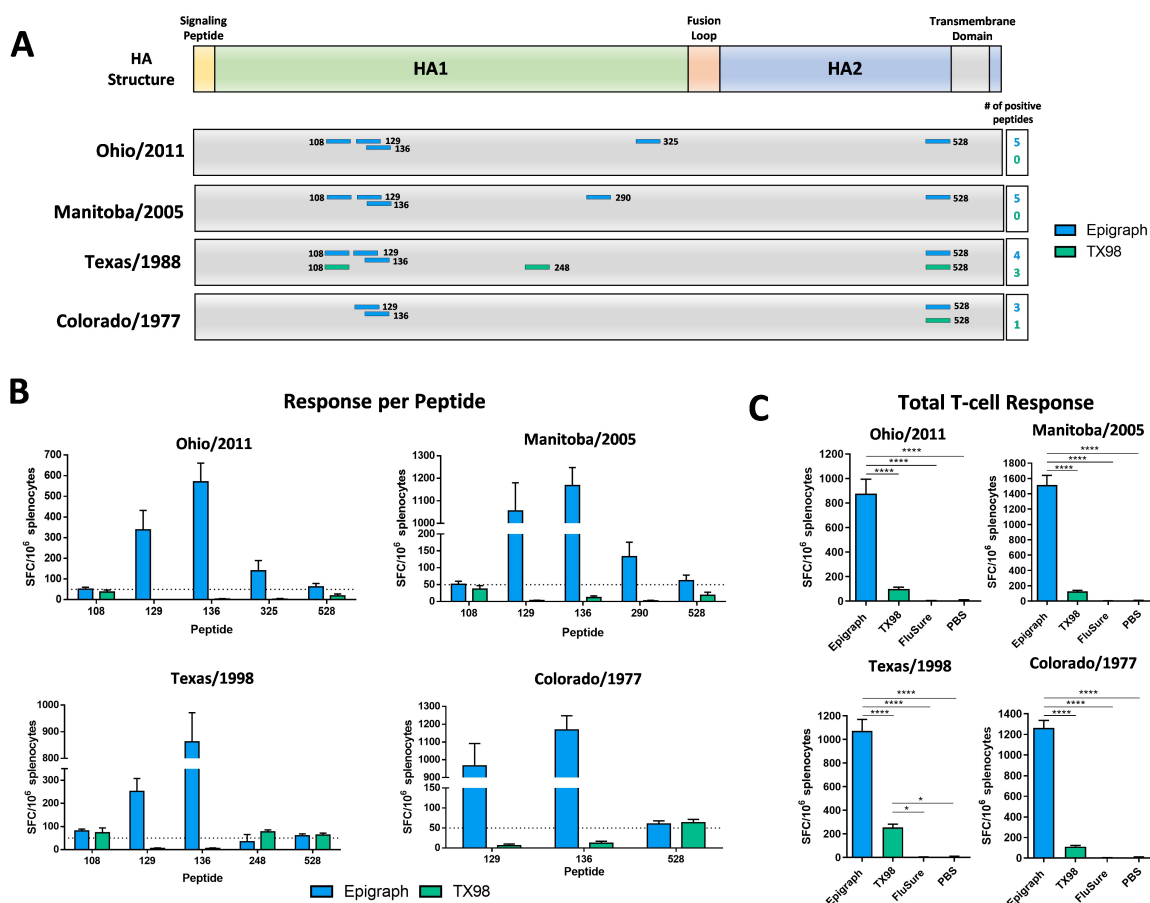 A
Signaling
Peptide
Fusion
Loop
Transmembrane
Domain
HA
Structure
HA1
HA2
# of positive
peptides
Ohio/2011
108
129
136
325
528
5
0
Manitoba/2005
108
129
136
290
528
5
0
Texas/1988
108
129
136
528
108
248
528
4
3
Colorado/1977
129
136
528
528
3
1
Epigraph
TX98
B
Response per Peptide
Ohio/2011
SFC/10⁶ splenocytes
700
600
500
400
300
200
100
0
108 129 136 325 528
Peptide
Manitoba/2005
SFC/10⁶ splenocytes
1300
1200
1100
1000
200
150
100
50
0
108 129 136 290 528
Peptide
Texas/1998
SFC/10⁶ splenocytes
1000
900
800
300
200
100
0
108 129 136 248 528
Peptide
Colorado/1977
SFC/10⁶ splenocytes
1300
1200
1100
1000
900
150
100
50
0
129 136 528
Peptide
Epigraph
TX98
C
Total T-cell Response
Ohio/2011
SFC/10⁶ splenocytes
1200
1000
800
600
400
200
0
****
****
****
Epigraph TX98 FluSure PBS
Manitoba/2005
SFC/10⁶ splenocytes
1800
1600
1400
1200
1000
800
600
400
200
0
****
****
****
Epigraph TX98 FluSure PBS
Texas/1998
SFC/10⁶ splenocytes
1200
1000
800
600
400
200
0
****
****
****
*
*
Epigraph TX98 FluSure PBS
Colorado/1977
SFC/10⁶ splenocytes
1400
1200
1000
800
600
400
200
0
****
****
****
Epigraph TX98 FluSure PBS